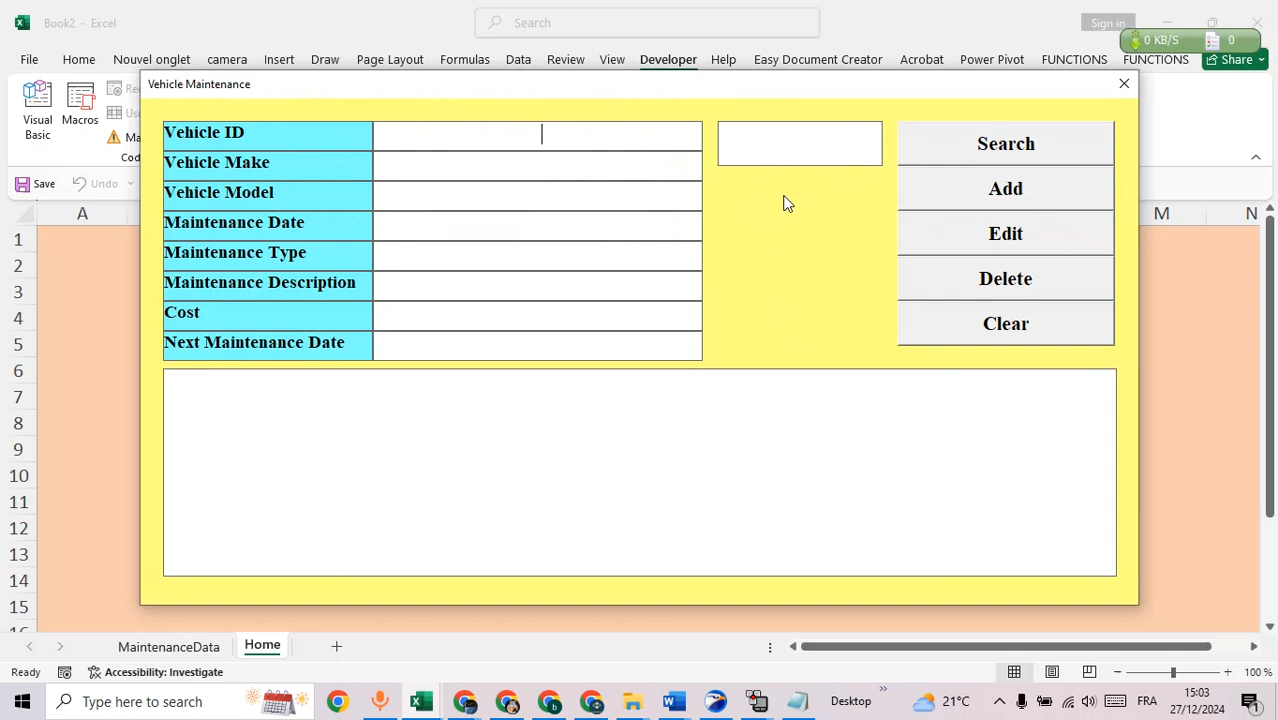 Book2 - Excel
Search
Sign in
0 KB/S
0
File Home Nouvel onglet camera Insert Draw Page Layout Formulas Data Review View Developer Help Easy Document Creator Acrobat Power Pivot FUNCTIONS FUNCTIONS Share
Visual Basic
Macros
Save
Undo
Vehicle Maintenance
Vehicle ID
Vehicle Make
Vehicle Model
Maintenance Date
Maintenance Type
Maintenance Description
Cost
Next Maintenance Date
Search
Add
Edit
Delete
Clear
A M N
1
2
3
4
5
6
7
8
9
10
11
12
13
14
15
MaintenanceData Home
Ready Accessibility: Investigate 100 %
Type here to search
Desktop
21°C
FRA
15:03
27/12/2024